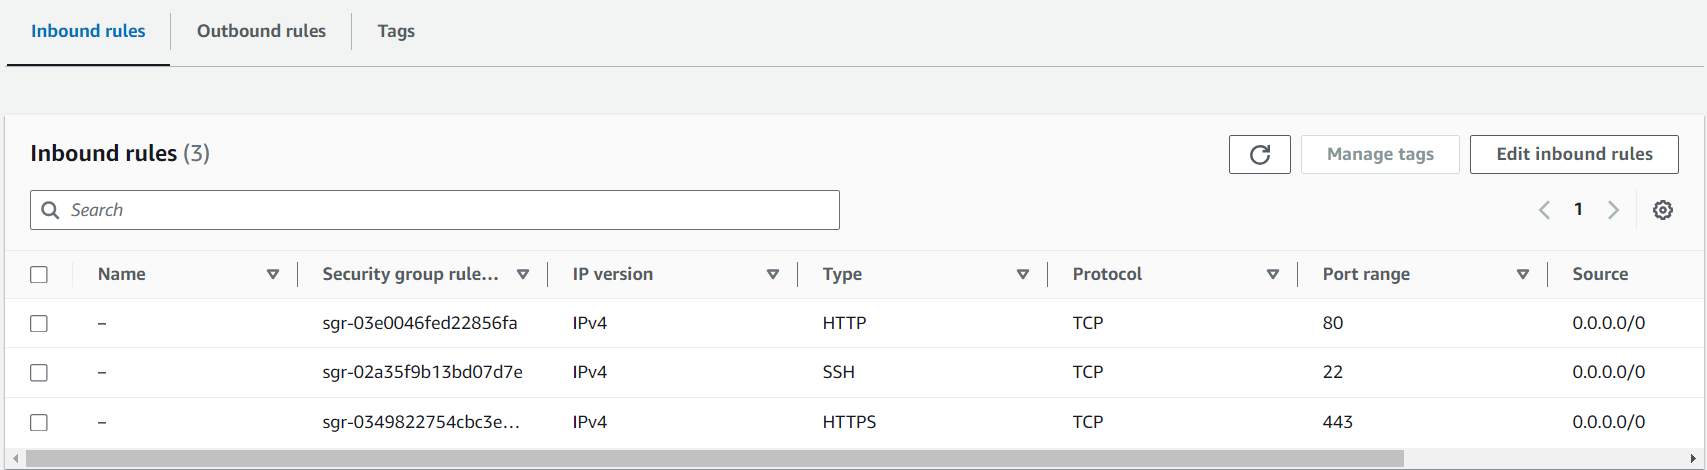 Inbound rules Outbound rules Tags
Inbound rules (3) Manage tags Edit inbound rules
Search 1
Name Security group rule... IP version Type Protocol Port range Source
– sgr-03e0046fed22856fa IPv4 HTTP TCP 80 0.0.0.0/0
– sgr-02a35f9b13bd07d7e IPv4 SSH TCP 22 0.0.0.0/0
– sgr-0349822754cbc3e... IPv4 HTTPS TCP 443 0.0.0.0/0